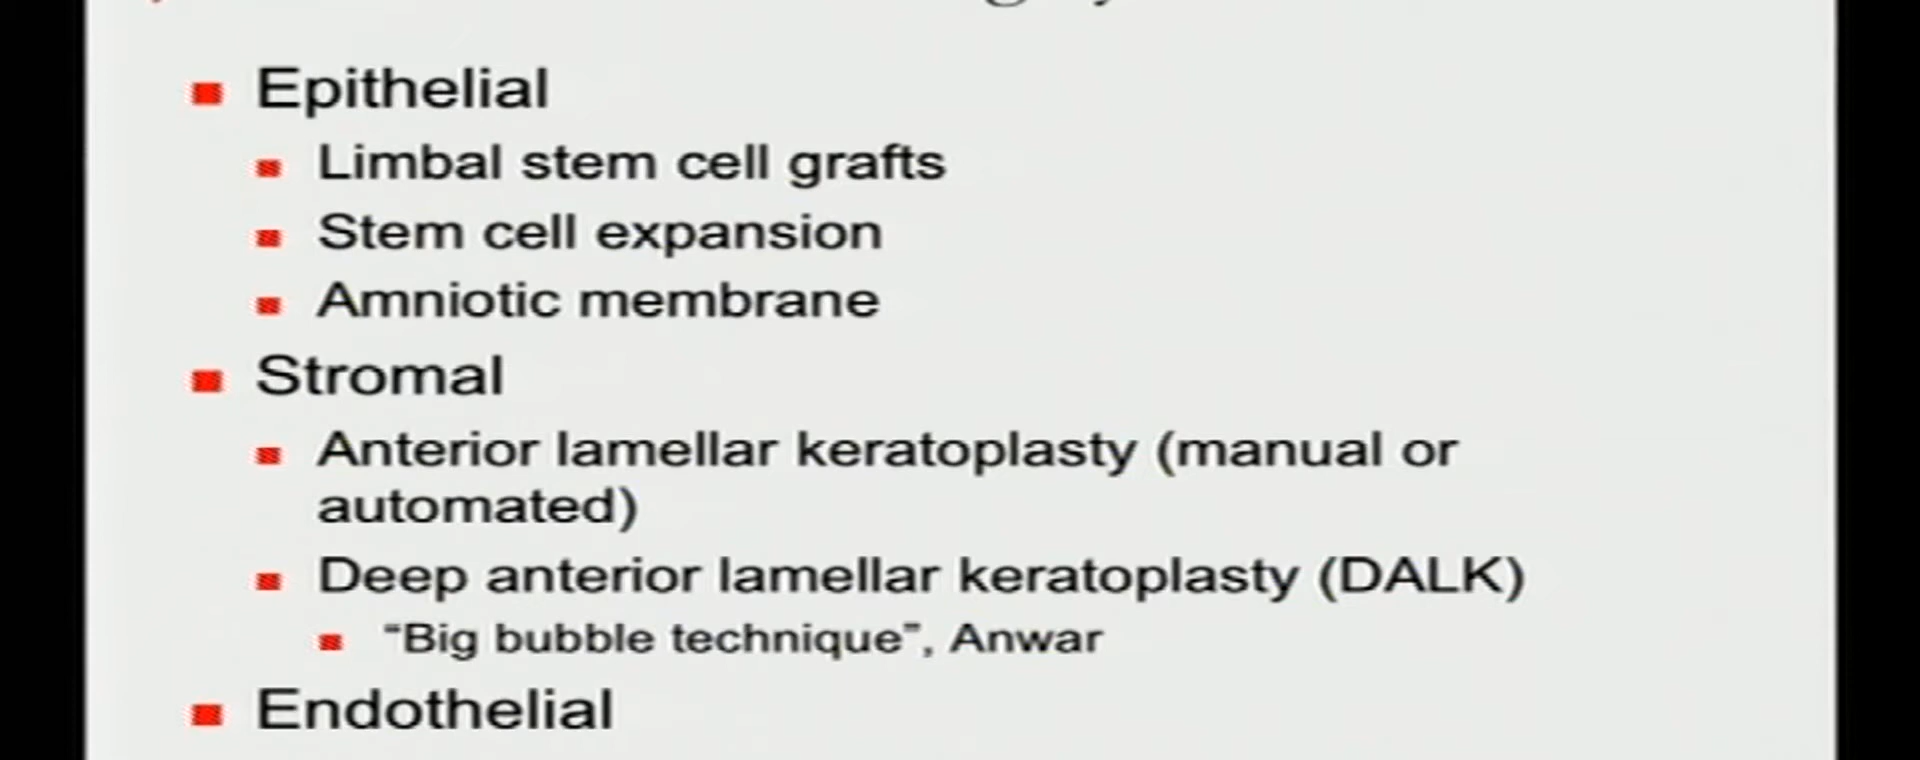 Epithelial
Limbal stem cell grafts
Stem cell expansion
Amniotic membrane
Stromal
Anterior lamellar keratoplasty (manual or
automated)
Deep anterior lamellar keratoplasty (DALK)
“Big bubble technique”, Anwar
Endothelial